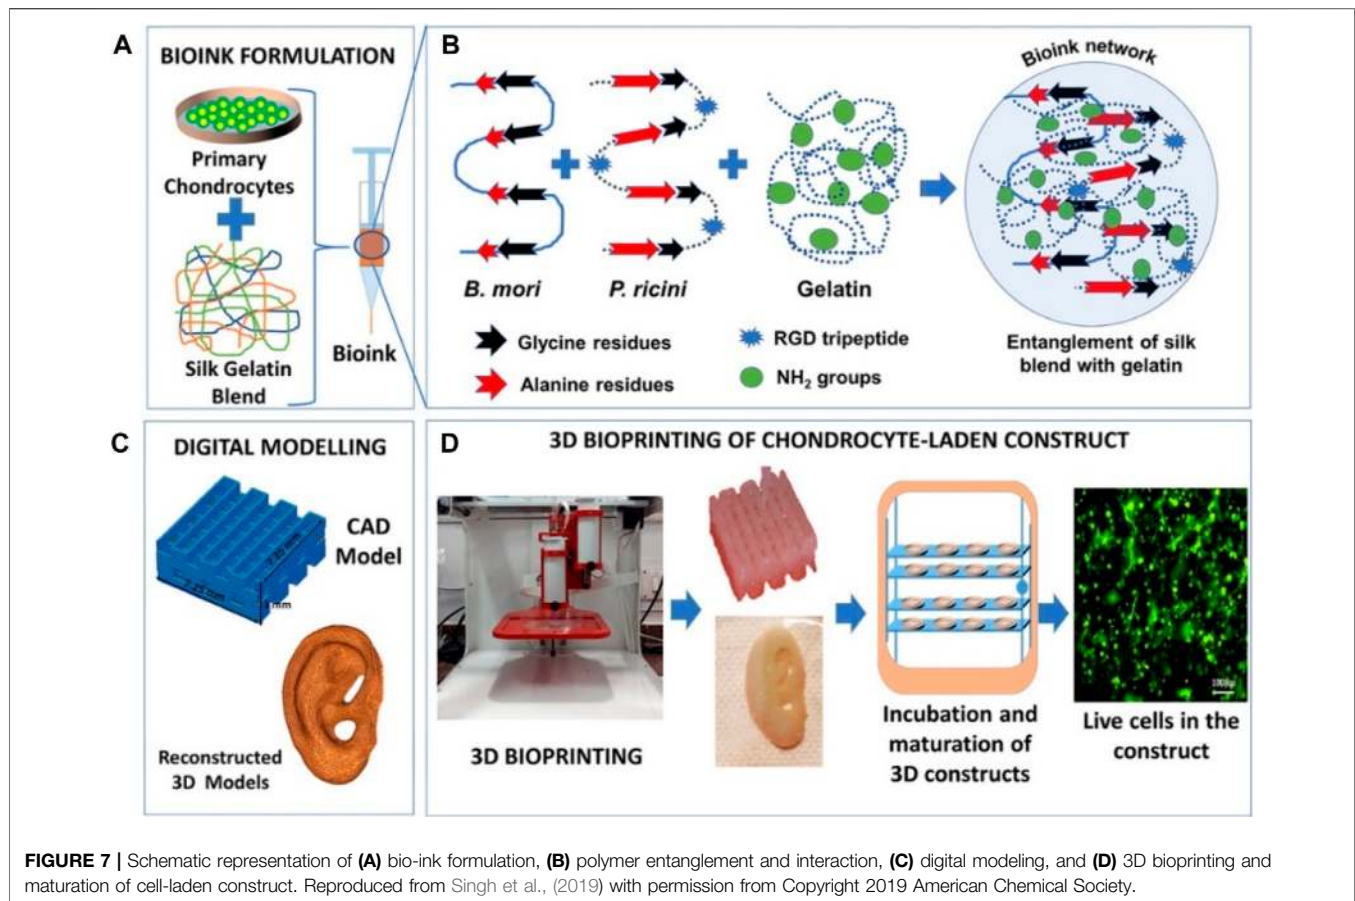 A
BIOINK FORMULATION
Primary
Chondrocytes
Silk Gelatin
Blend
Bioink
B
B. mori
P. ricini
Gelatin
Bioink network
Entanglement of silk
blend with gelatin
Glycine residues
Alanine residues
RGD tripeptide
NH2 groups
C
DIGITAL MODELLING
CAD
Model
Reconstructed
3D Models
D
3D BIOPRINTING OF CHONDROCYTE-LADEN CONSTRUCT
3D BIOPRINTING
Incubation and
maturation of
3D constructs
Live cells in the
construct
FIGURE 7 | Schematic representation of (A) bio-ink formulation, (B) polymer entanglement and interaction, (C) digital modeling, and (D) 3D bioprinting and
maturation of cell-laden construct. Reproduced from Singh et al., (2019) with permission from Copyright 2019 American Chemical Society.